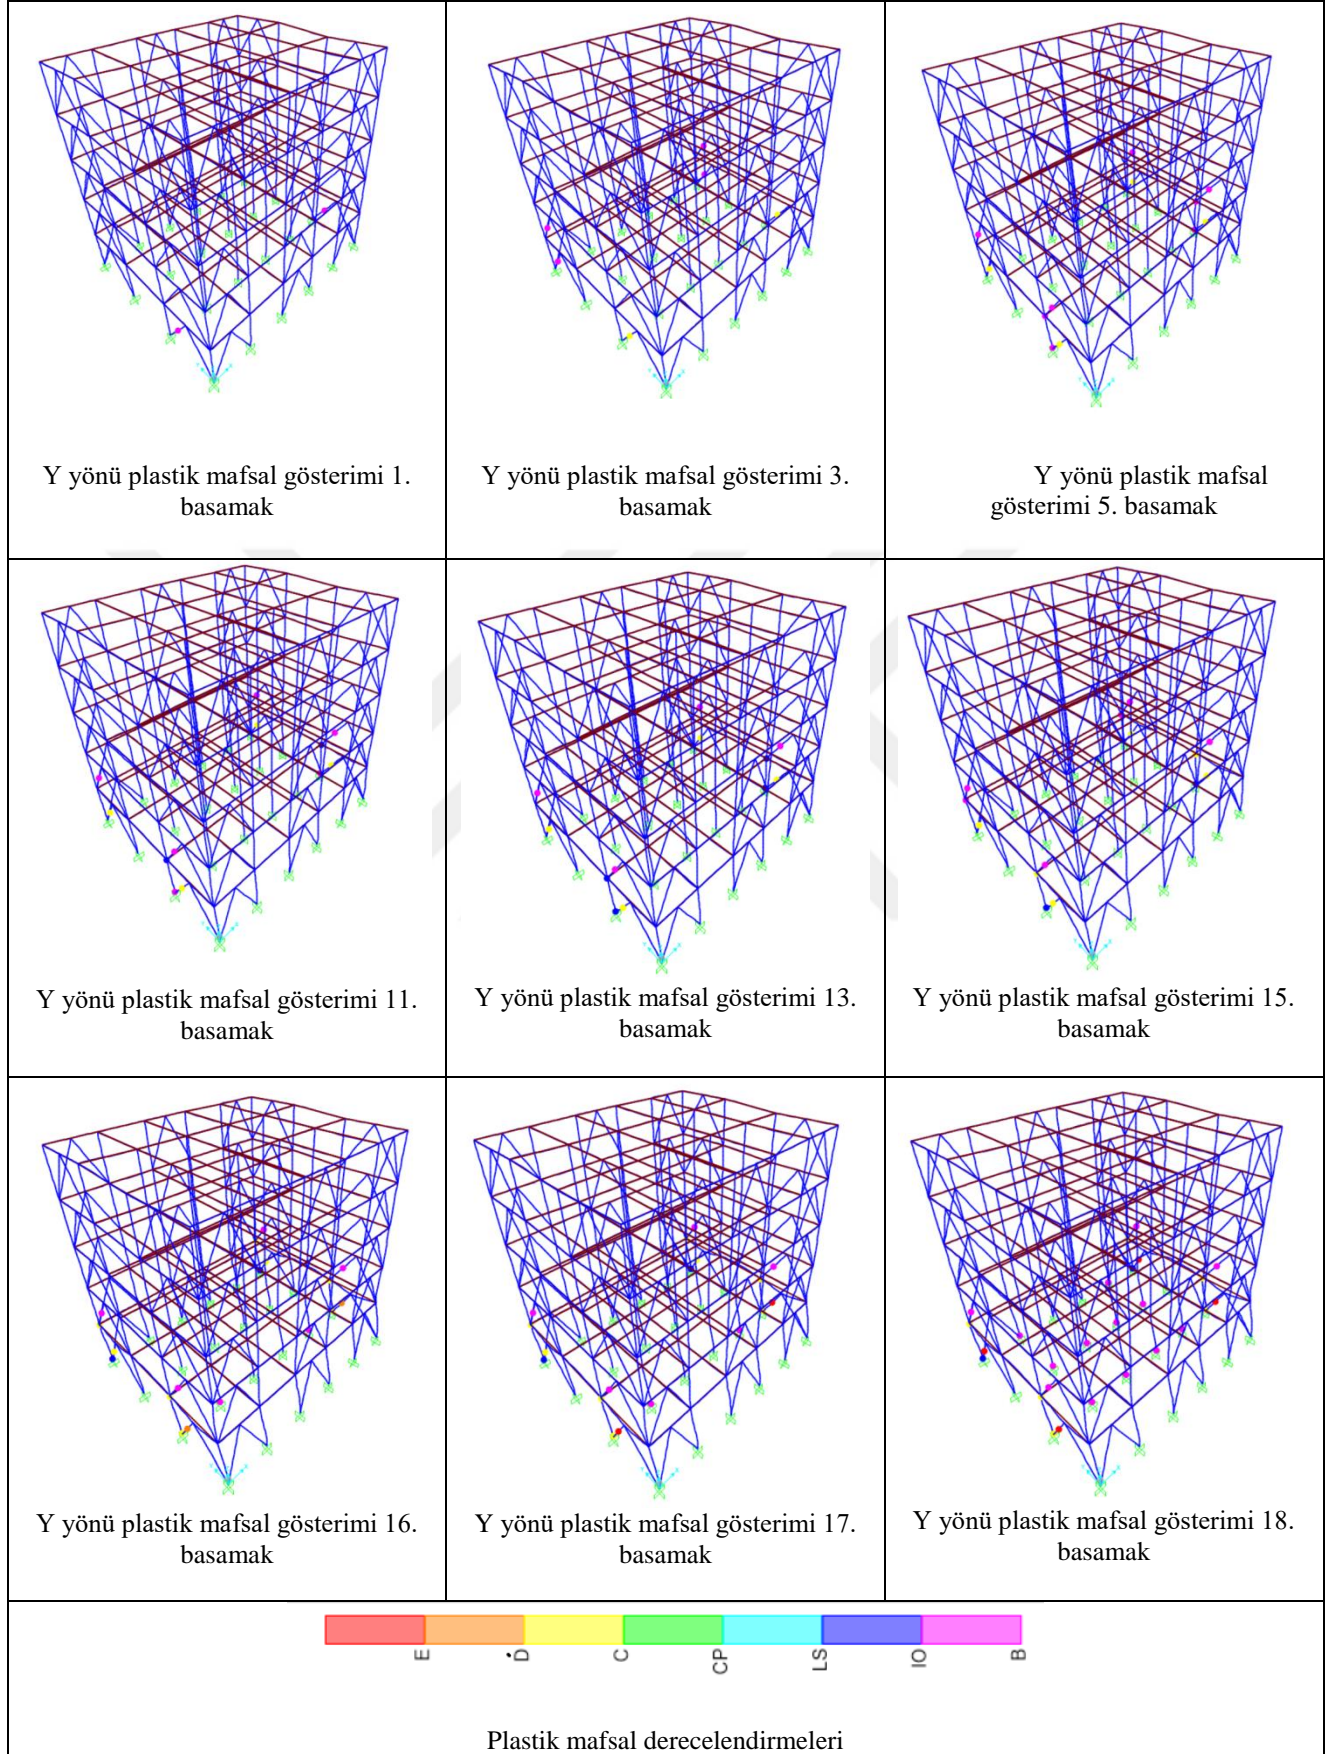 Y yönü plastik mafsal gösterimi 1.
basamak
Y yönü plastik mafsal gösterimi 3.
basamak
Y yönü plastik mafsal
gösterimi 5. basamak
Y yönü plastik mafsal gösterimi 11.
basamak
Y yönü plastik mafsal gösterimi 13.
basamak
Y yönü plastik mafsal gösterimi 15.
basamak
Y yönü plastik mafsal gösterimi 16.
basamak
Y yönü plastik mafsal gösterimi 17.
basamak
Y yönü plastik mafsal gösterimi 18.
basamak
E D C CP LS IO B
Plastik mafsal derecelendirmeleri